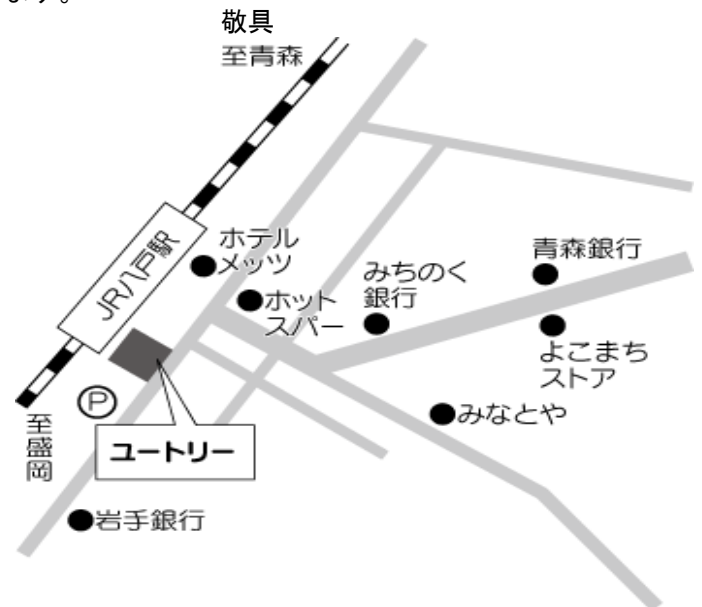 ます。
敬具
至青森
JR八戸駅
ホテル
メッツ
ホット
スパー
みちのく
銀行
青森銀行
よこまち
ストア
みなとや
P
ユートリー
至盛岡
岩手銀行